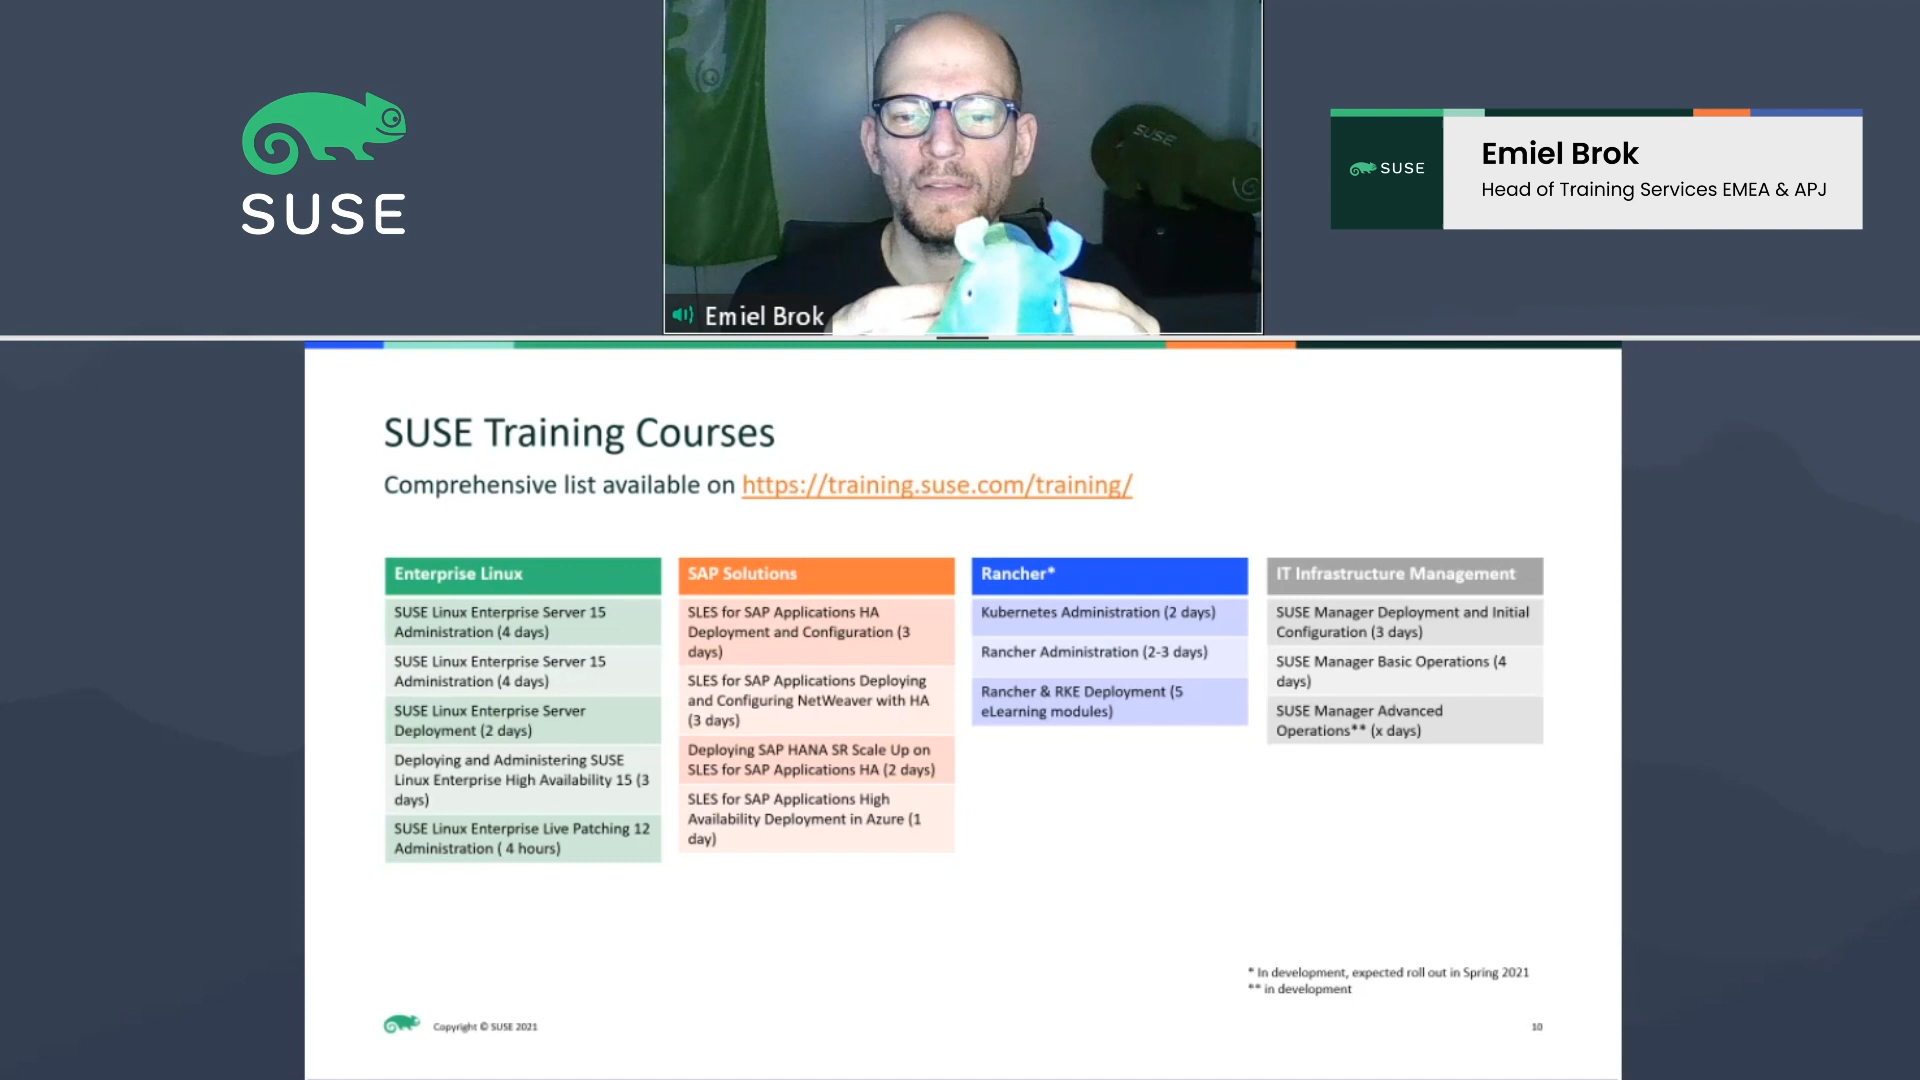 SUSE
SUSE
Emiel Brok
SUSE
Emiel Brok
Head of Training Services EMEA & APJ
SUSE Training Courses
Comprehensive list available on https://training.suse.com/training/
Enterprise Linux
SUSE Linux Enterprise Server 15
Administration (4 days)
SUSE Linux Enterprise Server 15
Administration (4 days)
SUSE Linux Enterprise Server
Deployment (2 days)
Deploying and Administering SUSE
Linux Enterprise High Availability 15 (3
days)
SUSE Linux Enterprise Live Patching 12
Administration ( 4 hours)
SAP Solutions
SLES for SAP Applications HA
Deployment and Configuration (3
days)
SLES for SAP Applications Deploying
and Configuring NetWeaver with HA
(3 days)
Deploying SAP HANA SR Scale Up on
SLES for SAP Applications HA (2 days)
SLES for SAP Applications High
Availability Deployment in Azure (1
day)
Rancher*
Kubernetes Administration (2 days)
Rancher Administration (2-3 days)
Rancher & RKE Deployment (5
eLearning modules)
IT Infrastructure Management
SUSE Manager Deployment and Initial
Configuration (3 days)
SUSE Manager Basic Operations (4
days)
SUSE Manager Advanced
Operations** (x days)
* In development, expected roll out in Spring 2021
** in development
Copyright © SUSE 2021
10